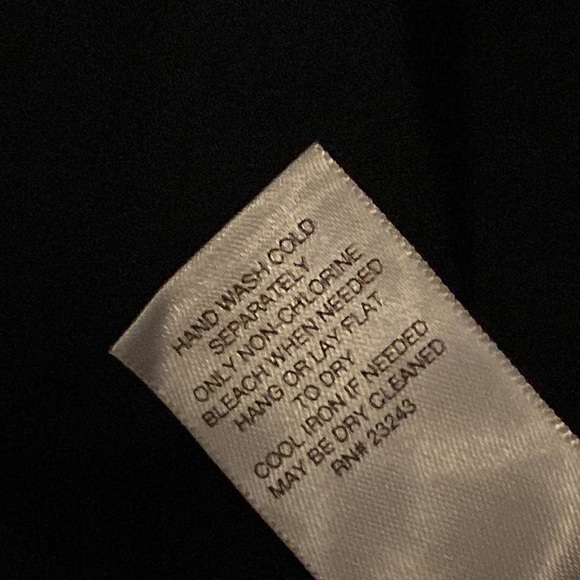 HAND WASH COLD
SEPARATELY
ONLY NON-CHLORINE
BLEACH WHEN NEEDED
HANG OR LAY FLAT
TO DRY
COOL IRON IF NEEDED
MAY BE DRY CLEANED
RN# 23243